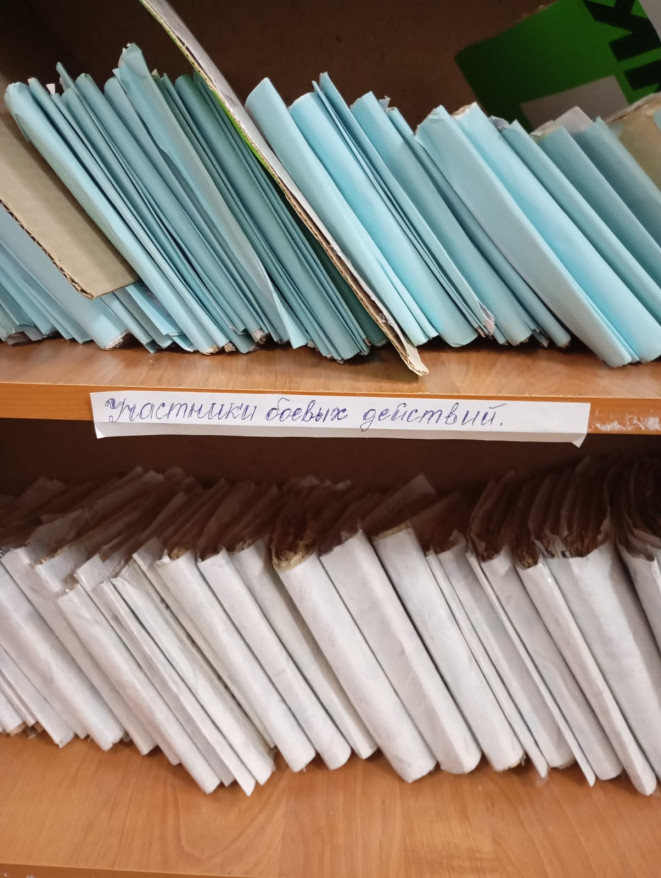 Участники боевых действий.